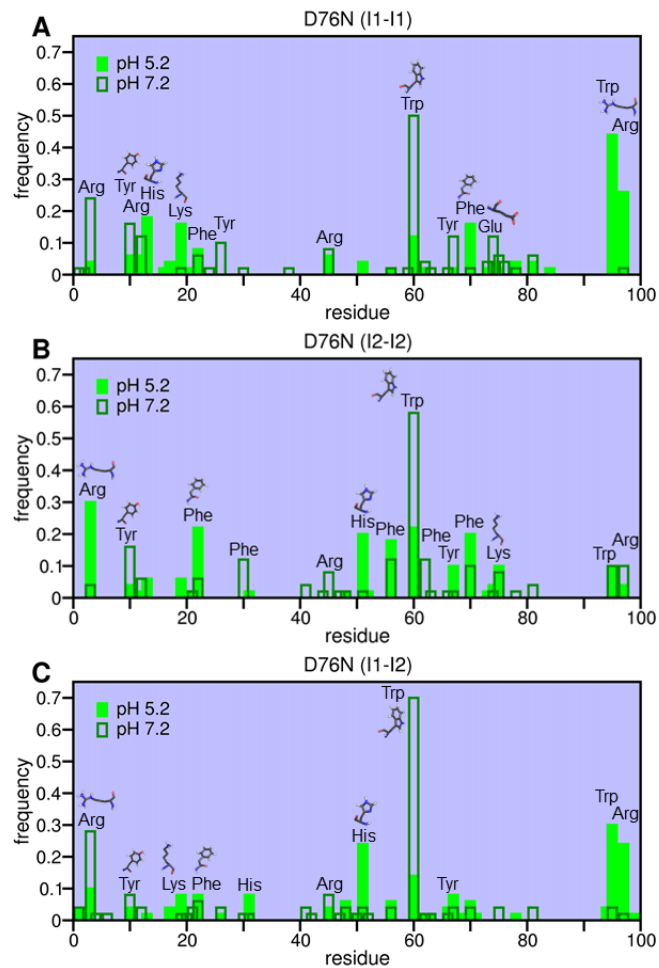 A
D76N (I1-I1)
0.7
0.6
0.5
0.4
0.3
0.2
0.1
0
frequency
pH 5.2
pH 7.2
Arg
Tyr
Arg
His
Lys
Phe
Tyr
Arg
Trp
Tyr
Phe
Glu
Trp
Arg
0 20 40 60 80 100
residue
B
D76N (I2-I2)
0.7
0.6
0.5
0.4
0.3
0.2
0.1
0
frequency
pH 5.2
pH 7.2
Arg
Tyr
Phe
Phe
Arg
His
Phe
Trp
Phe
Tyr
Phe
Lys
Trp
Arg
0 20 40 60 80 100
residue
C
D76N (I1-I2)
0.7
0.6
0.5
0.4
0.3
0.2
0.1
0
frequency
pH 5.2
pH 7.2
Arg
Tyr
Lys
Phe
His
Arg
His
Trp
Tyr
Trp
Arg
0 20 40 60 80 100
residue